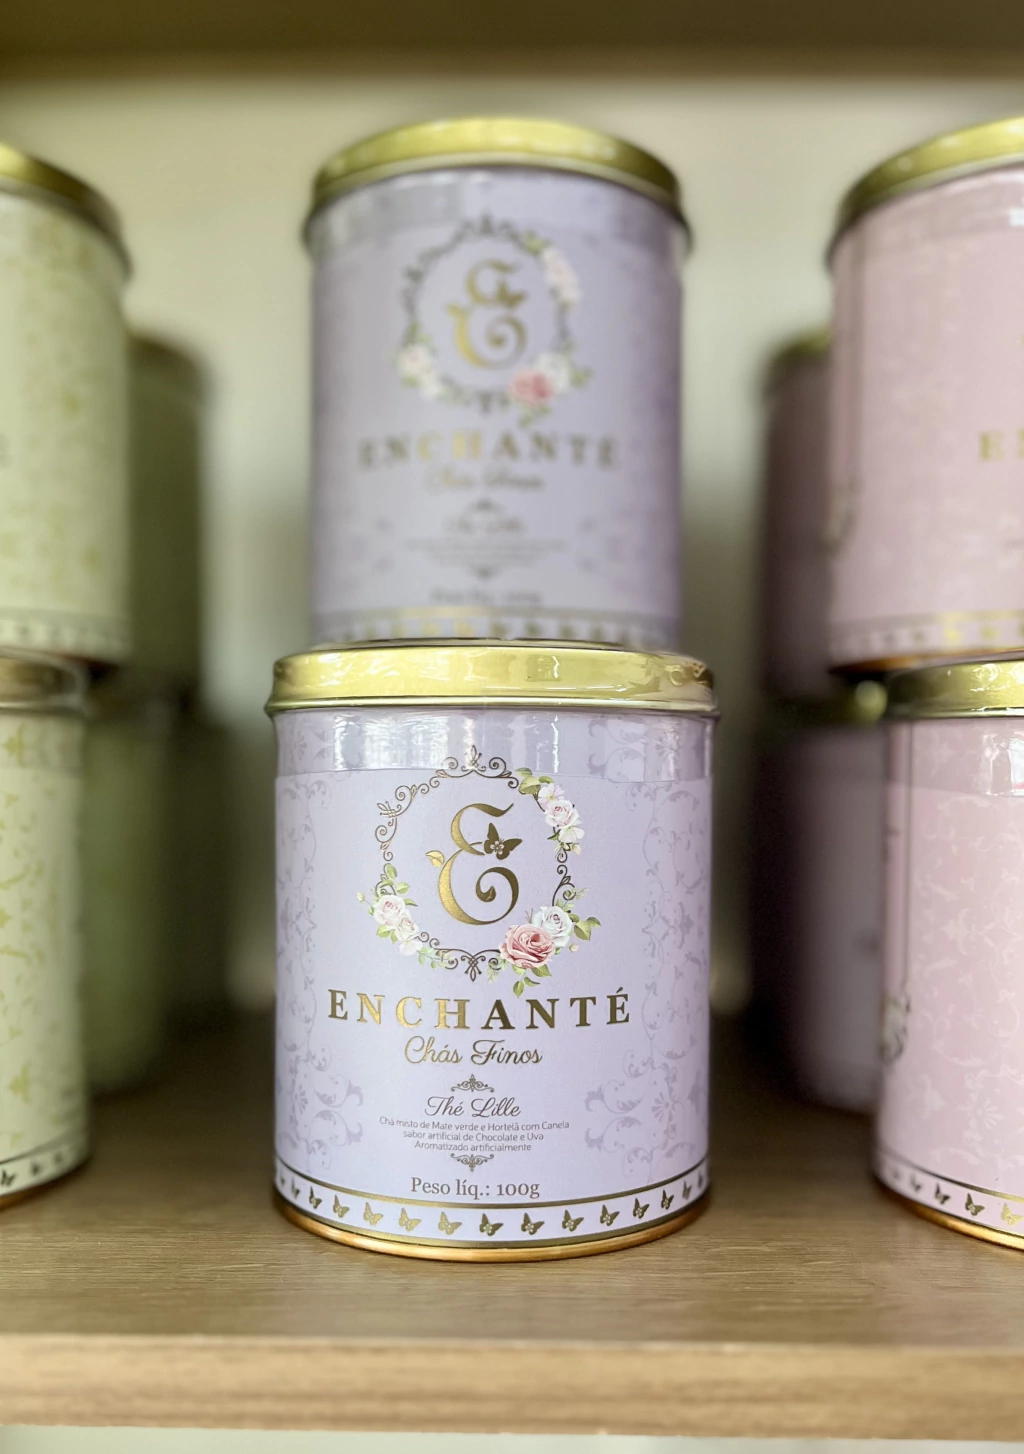 E
ENCHANTÉ
E
E
ENCHANTÉ
Chás Finos
Thé Lille
Chá misto de Mate verde e Hortelã com Canela
sabor artificial de Chocolate e Uva
Aromatizado artificialmente
Peso líq.: 100g